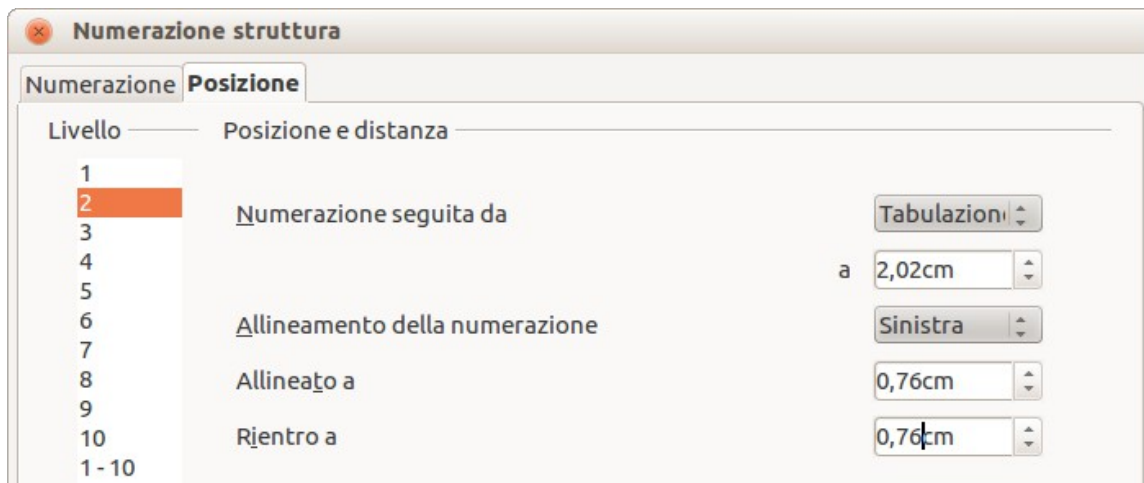 Numerazione struttura
Numerazione Posizione
Livello Posizione e distanza
1
2
Numerazione seguita da Tabulazion
3
4
a 2,02cm
5
6
Allineamento della numerazione Sinistra
7
8
Allineato a 0,76cm
9
10
Rientro a 0,76cm
1 - 10